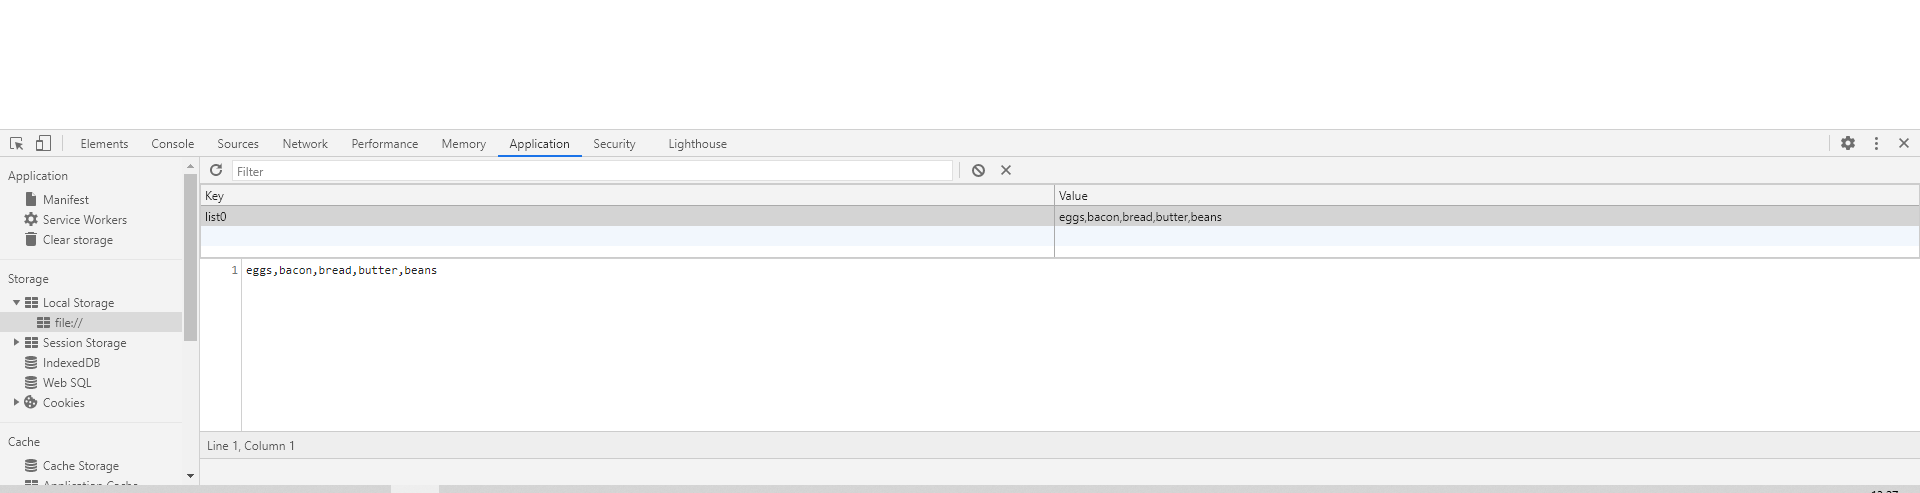 Elements Console Sources Network Performance Memory Application Security Lighthouse
Application
Manifest
Service Workers
Clear storage
Storage
Local Storage
file://
Session Storage
IndexedDB
Web SQL
Cookies
Cache
Cache Storage
Application Cache
Filter
Key Value
list0 eggs,bacon,bread,butter,beans
1 eggs,bacon,bread,butter,beans
Line 1, Column 1